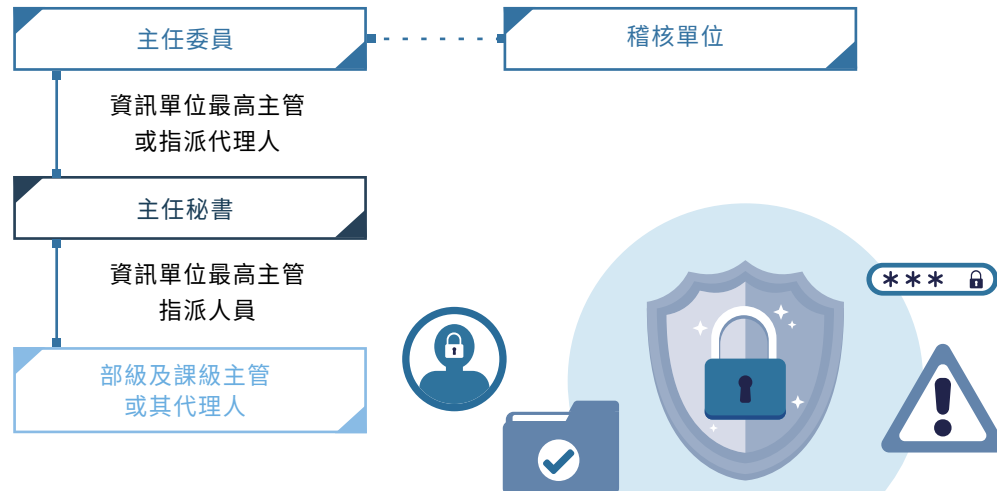 主任委員
稽核單位
資訊單位最高主管
或指派代理人
主任秘書
資訊單位最高主管
指派人員
部級及課級主管
或其代理人
***